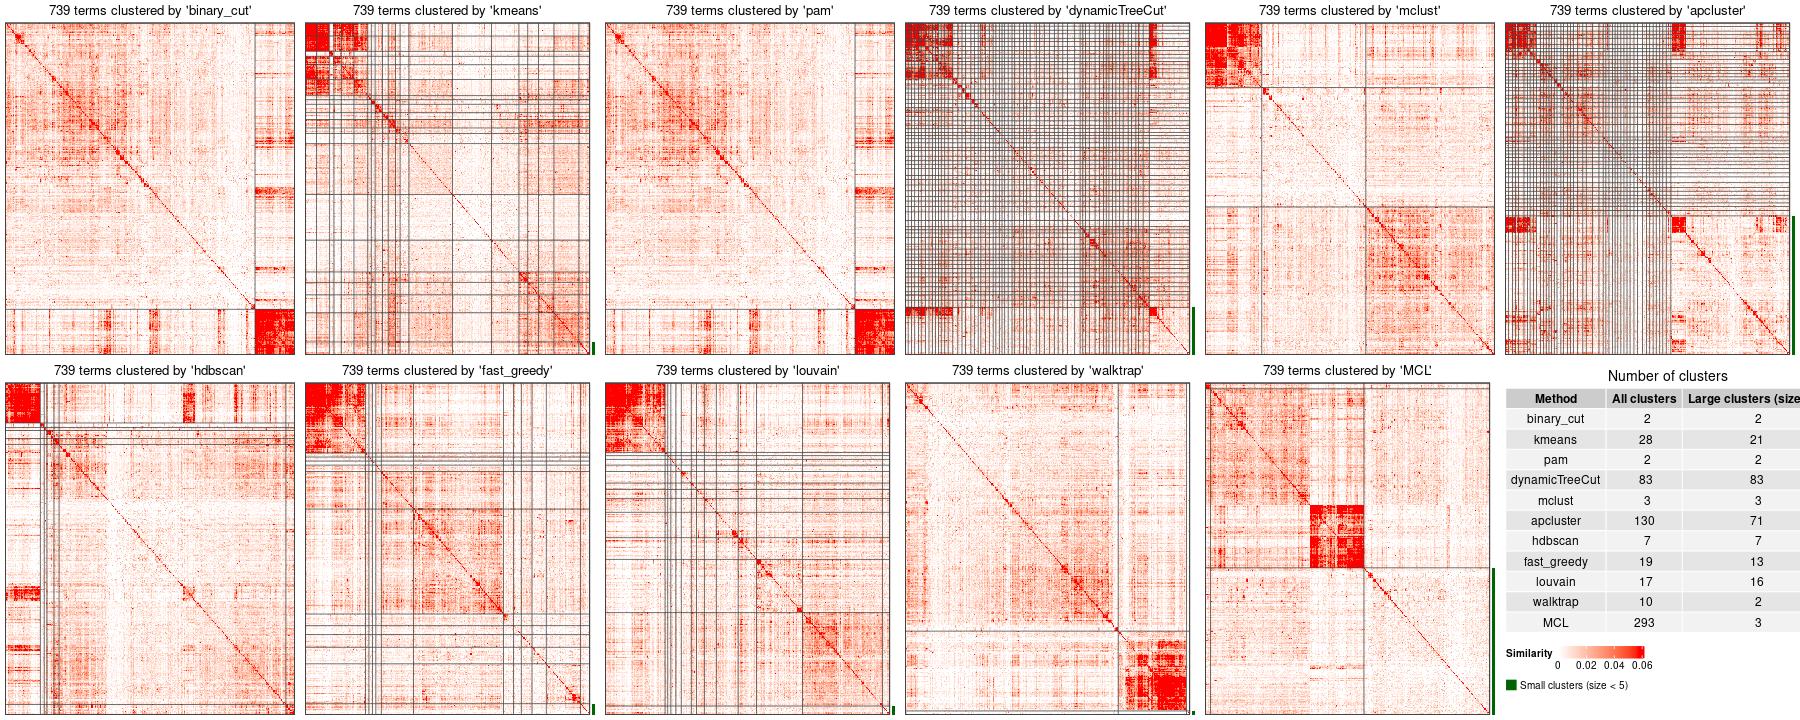 739 terms clustered by 'binary_cut'
739 terms clustered by 'kmeans'
739 terms clustered by 'pam'
739 terms clustered by 'dynamicTreeCut'
739 terms clustered by 'mclust'
739 terms clustered by 'apcluster'
739 terms clustered by 'hdbscan'
739 terms clustered by 'fast_greedy'
739 terms clustered by 'louvain'
739 terms clustered by 'walktrap'
739 terms clustered by 'MCL'
Number of clusters
Method All clusters Large clusters (size
binary_cut 2 2
kmeans 28 21
pam 2 2
dynamicTreeCut 83 83
mclust 3 3
apcluster 130 71
hdbscan 7 7
fast_greedy 19 13
louvain 17 16
walktrap 10 2
MCL 293 3
Similarity
0 0.02 0.04 0.06
Small clusters (size < 5)